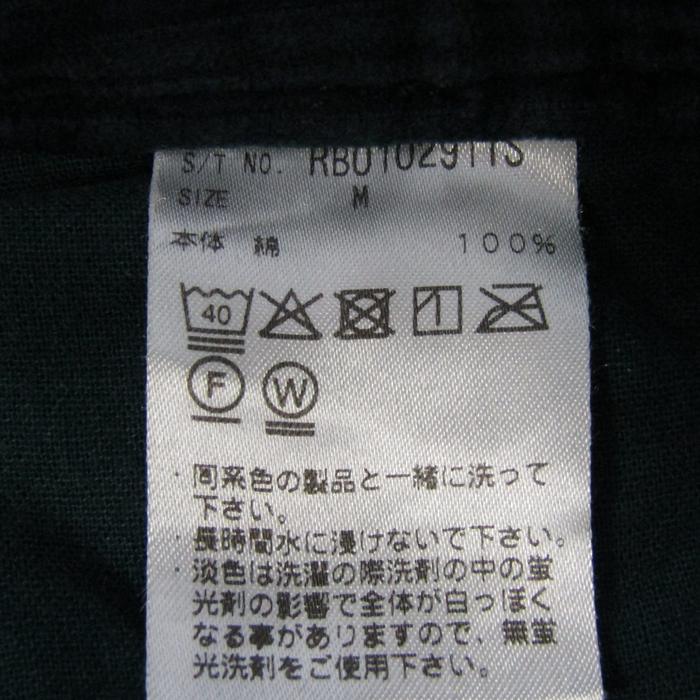 S/T NO. RB0102911S
SIZE M
本体 綿 100%
40
F W
・同系色の製品と一緒に洗って
下さい。
・長時間水に浸けないで下さい。
・淡色は洗濯の際洗剤の中の蛍
光剤の影響で全体が白っぽく
なる事がありますので、無蛍
光洗剤をご使用下さい。